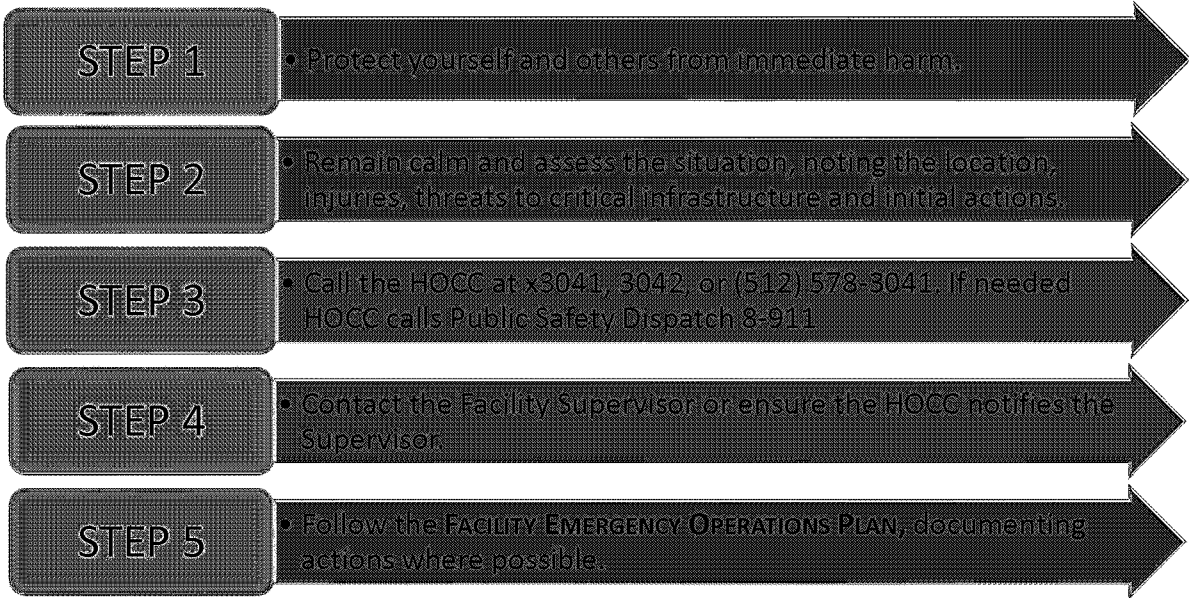 STEP 1
• Protect yourself and others from immediate harm.
STEP 2
• Remain calm and assess the situation, noting the location,
injuries, threats to critical infrastructure and initial actions.
STEP 3
• Call the HOCC at x3041, 3042, or (512) 578-3041. If needed
HOCC calls Public Safety Dispatch 8-911
STEP 4
• Contact the Facility Supervisor or ensure the HOCC notifies the
Supervisor.
STEP 5
• Follow the FACILITY EMERGENCY OPERATIONS PLAN, documenting
actions where possible.